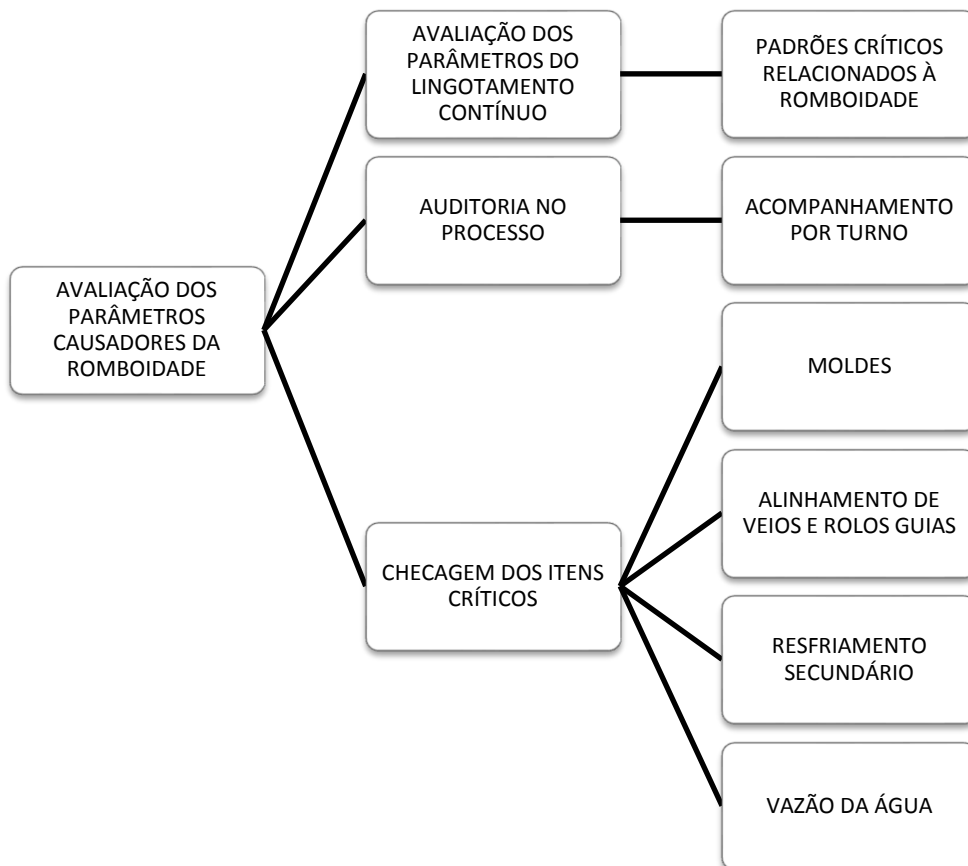 AVALIAÇÃO DOS
PARÂMETROS
CAUSADORES DA
ROMBOIDADE
AVALIAÇÃO DOS
PARÂMETROS DO
LINGOTAMENTO
CONTÍNUO
PADRÕES CRÍTICOS
RELACIONADOS À
ROMBOIDADE
AUDITORIA NO
PROCESSO
ACOMPANHAMENTO
POR TURNO
CHECAGEM DOS ITENS
CRÍTICOS
MOLDES
ALINHAMENTO DE
VEIOS E ROLOS GUIAS
RESFRIAMENTO
SECUNDÁRIO
VAZÃO DA ÁGUA